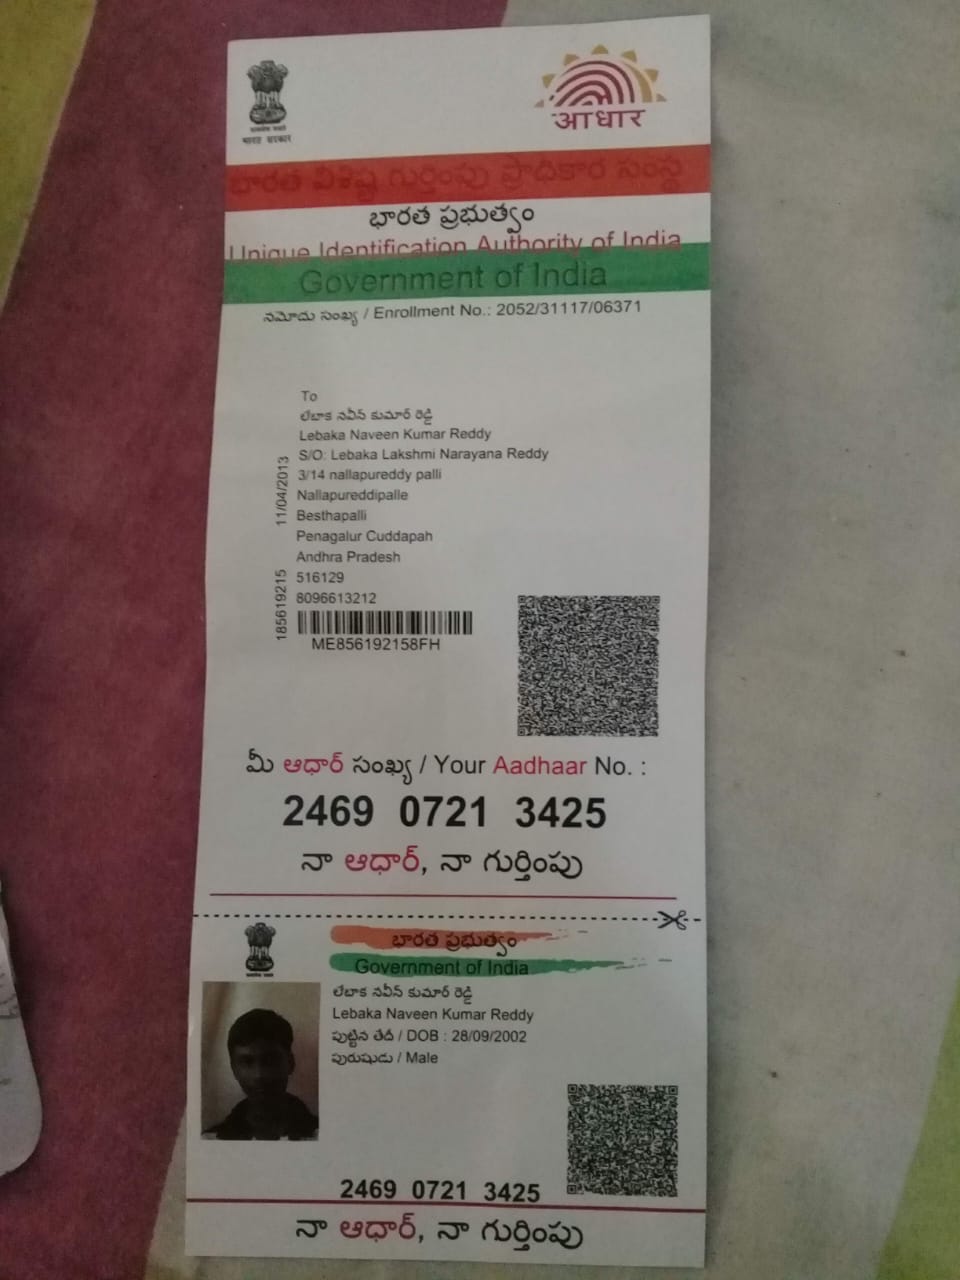 भारत सरकार
आधार
భారత విశిష్ట గుర్తింపు ప్రాధికార సంస్థ
భారత ప్రభుత్వం
Unique Identification Authority of India
Government of India
నమోదు సంఖ్య / Enrollment No.: 2052/31117/06371
To
లేబాక నవీన్ కుమార్ రెడ్డి
Lebaka Naveen Kumar Reddy
S/O: Lebaka Lakshmi Narayana Reddy
3/14 nallapureddy palli
Nallapureddipalle
Besthapalli
Penagalur Cuddapah
Andhra Pradesh
516129
8096613212
11/04/2013
185619215
ME856192158FH
మీ ఆధార్ సంఖ్య / Your Aadhaar No. :
2469 0721 3425
నా ఆధార్, నా గుర్తింపు
భారత ప్రభుత్వం
Government of India
లేబాక నవీన్ కుమార్ రెడ్డి
Lebaka Naveen Kumar Reddy
పుట్టిన తేదీ / DOB : 28/09/2002
పురుషుడు / Male
2469 0721 3425
నా ఆధార్, నా గుర్తింపు